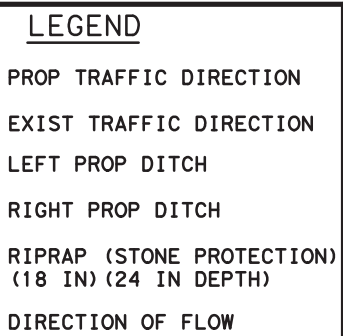 LEGEND
PROP TRAFFIC DIRECTION
EXIST TRAFFIC DIRECTION
LEFT PROP DITCH
RIGHT PROP DITCH
RIPRAP (STONE PROTECTION)
(18 IN) (24 IN DEPTH)
DIRECTION OF FLOW